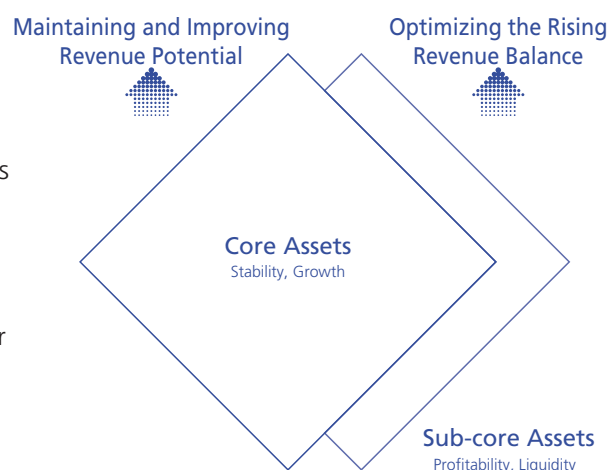 Maintaining and Improving
Revenue Potential
Optimizing the Rising
Revenue Balance
s
Core Assets
Stability, Growth
r
Sub-core Assets
Profitability, Liquidity